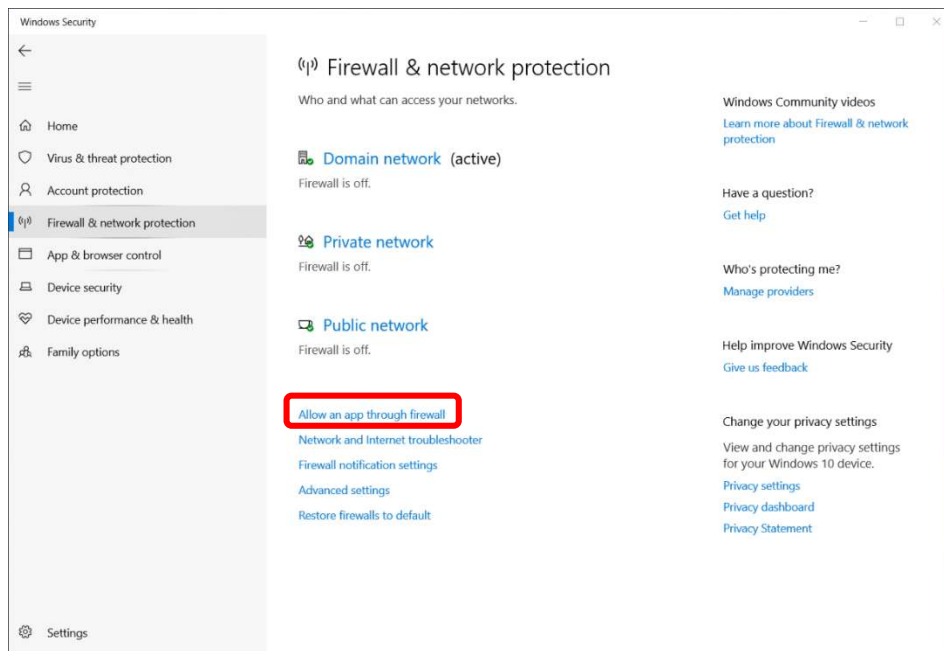 Windows Security
Home
Virus & threat protection
Account protection
Firewall & network protection
App & browser control
Device security
Device performance & health
Family options
Settings
Firewall & network protection
Who and what can access your networks.
Domain network (active)
Firewall is off.
Private network
Firewall is off.
Public network
Firewall is off.
Allow an app through firewall
Network and Internet troubleshooter
Firewall notification settings
Advanced settings
Restore firewalls to default
Windows Community videos
Learn more about Firewall & network
protection
Have a question?
Get help
Who's protecting me?
Manage providers
Help improve Windows Security
Give us feedback
Change your privacy settings
View and change privacy settings
for your Windows 10 device.
Privacy settings
Privacy dashboard
Privacy Statement